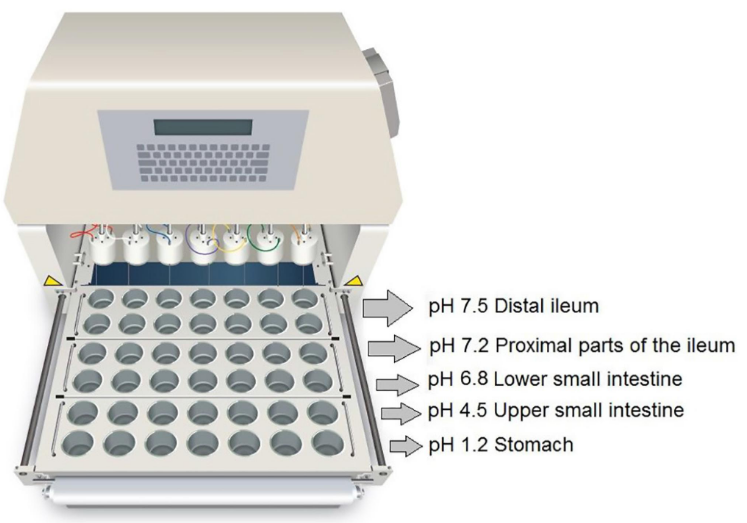 pH 7.5 Distal ileum
pH 7.2 Proximal parts of the ileum
pH 6.8 Lower small intestine
pH 4.5 Upper small intestine
pH 1.2 Stomach